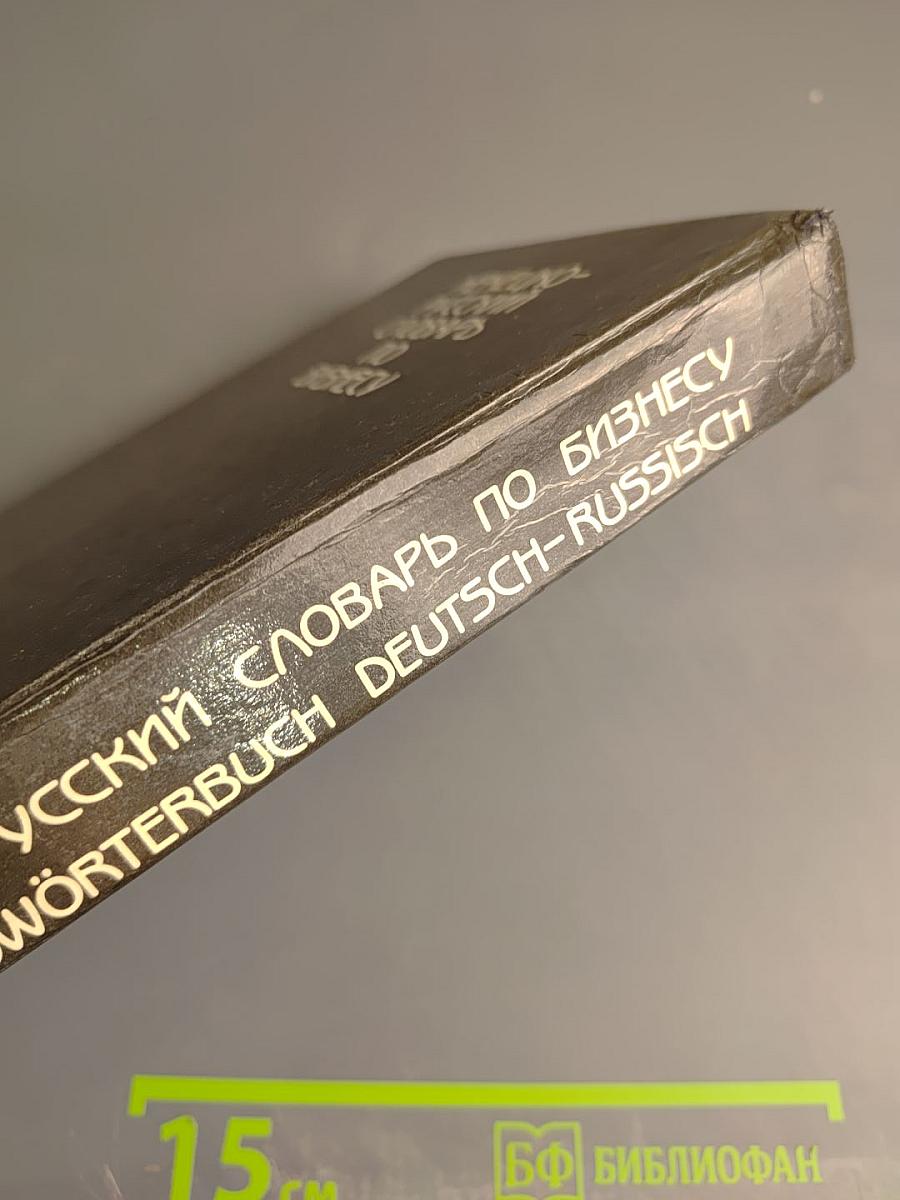 УССКИЙ СЛОВАРЬ ПО БИЗНЕСУ
WÖRTERBUCH DEUTSCH-RUSSISCH
15 см
БФ БИБЛИОФАН